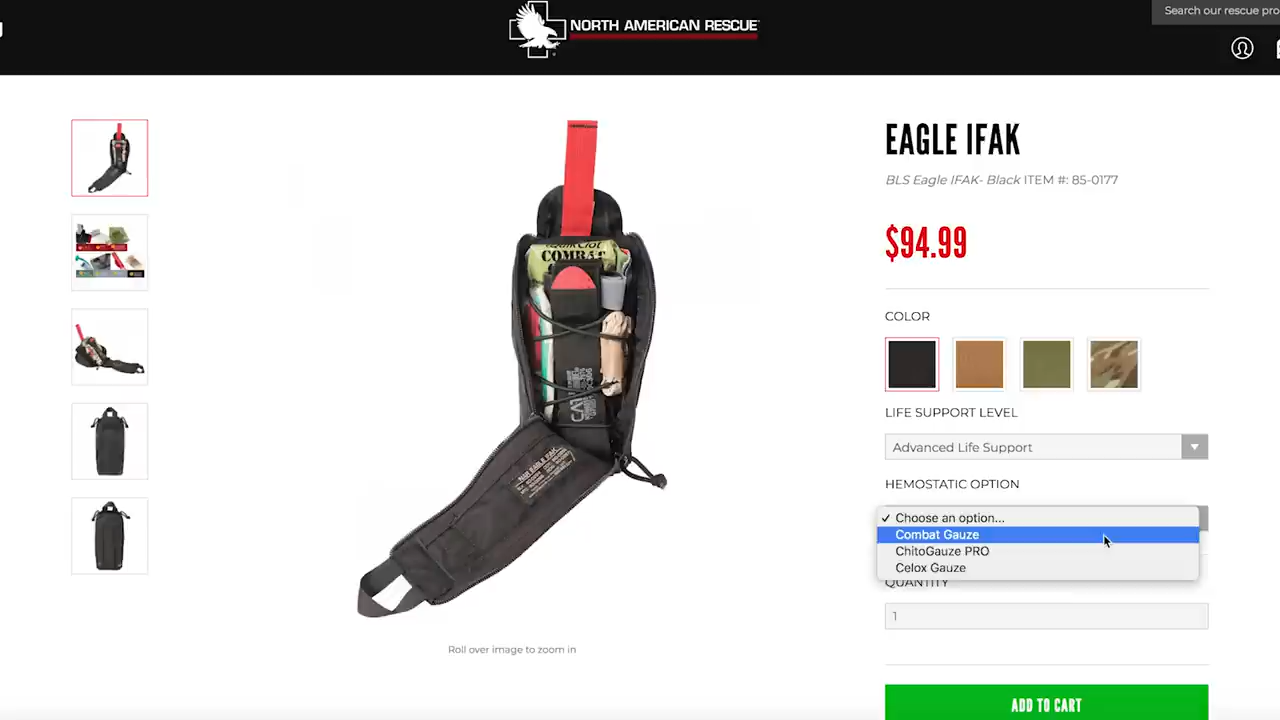 Search our rescue pro
NORTH AMERICAN RESCUE
EAGLE IFAK
BLS Eagle IFAK- Black ITEM #: 85-0177
$94.99
QuikClot
COMBAT
CAT
COLOR
LIFE SUPPORT LEVEL
Advanced Life Support
HEMOSTATIC OPTION
✓ Choose an option...
Combat Gauze
ChitoGauze PRO
Celox Gauze
QUANTITY
1
Roll over image to zoom in
ADD TO CART